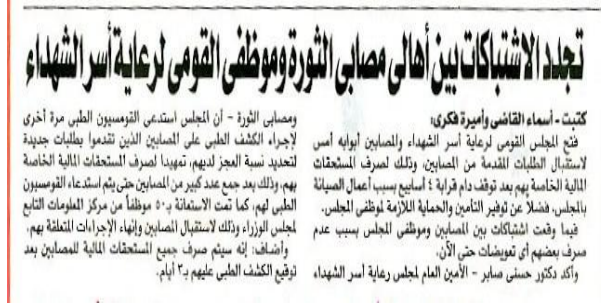 تجدد الاشتباكات بين أهالى مصابى الثورة وموظفى القومى لرعاية أسر الشهداء
كتبت - أسماء القاضى وأميرة فكرى:
فتح المجلس القومى لرعاية أسر الشهداء والمصابين أبوابه أمس
لاستقبال الطلبات المقدمة من المصابين، وذلك لصرف المستحقات
المالية الخاصة بهم بعد توقف دام قرابة ٤ أسابيع بسبب أعمال الصيانة
بالمجلس، فضلا عن توفير التأمين والحماية اللازمة لموظفى المجلس.
فيما وقعت اشتباكات بين المصابين وموظفى المجلس بسبب عدم
صرف بعضهم أى تعويضات حتى الآن.
وأكد دكتور حسنى صابر - الأمين العام لمجلس رعاية أسر الشهداء
ومصابى الثورة - أن المجلس استدعى القومسيون الطبى مرة أخرى
لإجراء الكشف الطبى على المصابين الذين تقدموا بطلبات جديدة
لتحديد نسبة العجز لديهم، تمهيدا لصرف المستحقات المالية الخاصة
بهم، وذلك بعد جمع عدد كبير من المصابين حتى يتم استدعاء القومسيون
الطبى لهم، كما تمت الاستعانة بـ٥٠ موظفاً من مركز المعلومات التابع
لمجلس الوزراء وذلك لاستقبال المصابين وإنهاء الإجراءات المتعلقة بهم.
وأضاف: إنه سيتم صرف جميع المستحقات المالية للمصابين بعد
توقيع الكشف الطبى عليهم بـ٣ أيام.